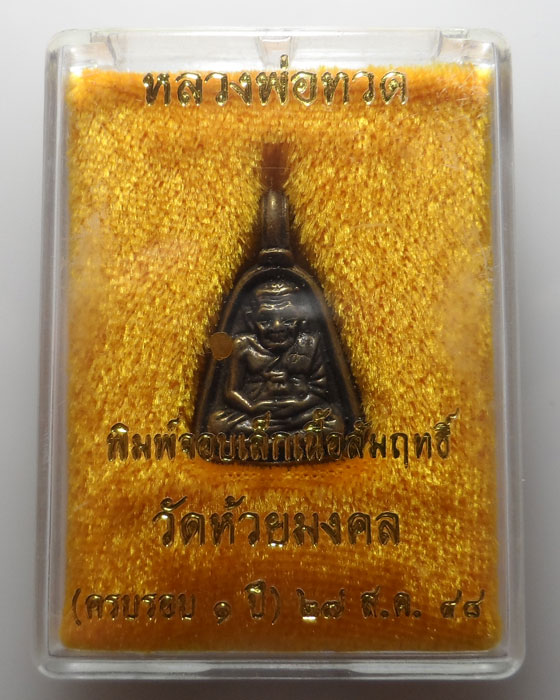 หลวงพ่อทวด
พิมพ์จอบเล็กเนื้อสัมฤทธิ์
วัดห้วยมงคล
(ครบรอบ ๑ ปี) ๒๗ ส.ค. ๔๘